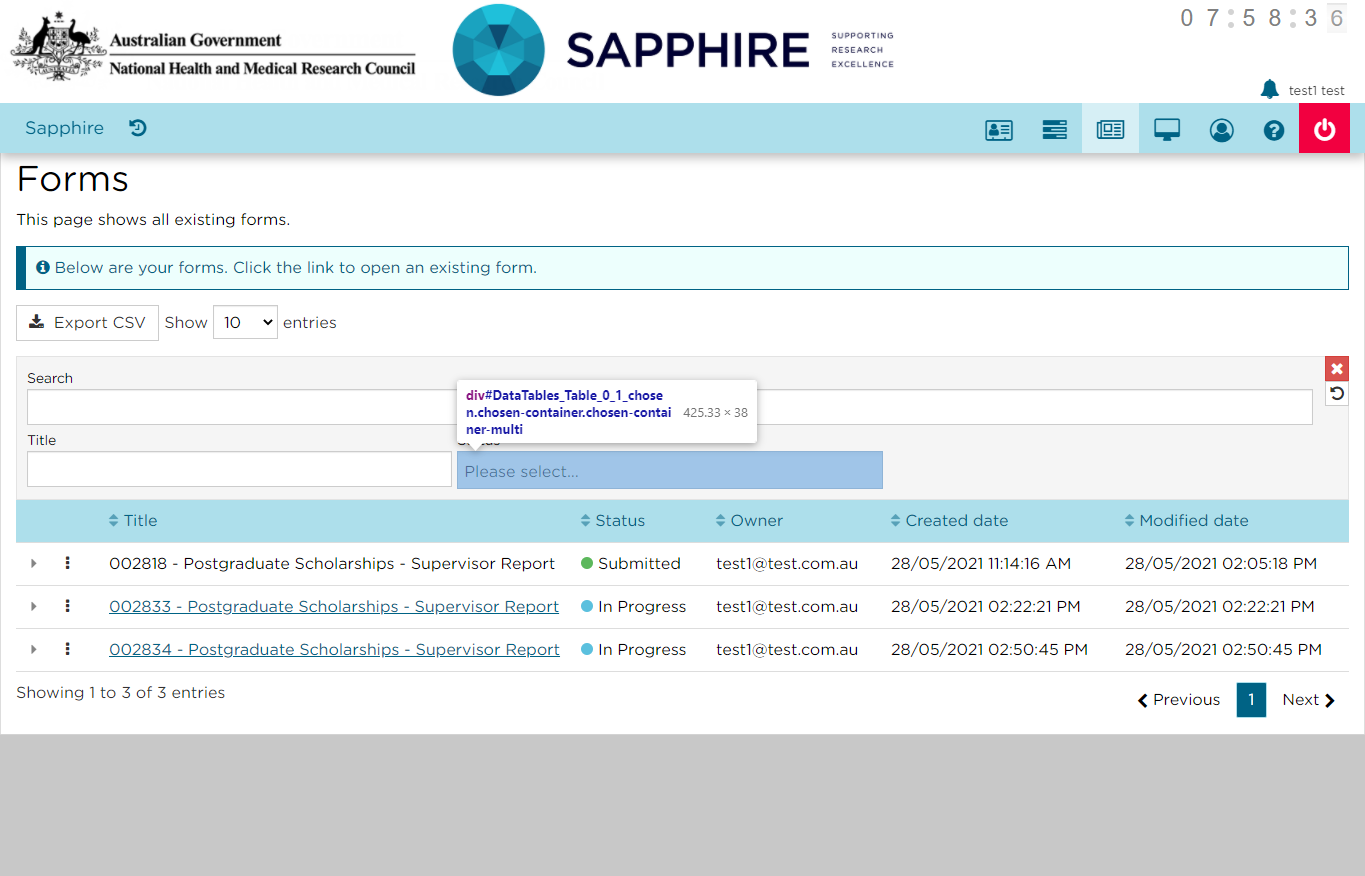 Australian Government
National Health and Medical Research Council
SAPPHIRE
SUPPORTING
RESEARCH
EXCELLENCE
07:58:36
test1 test
Sapphire
Forms
This page shows all existing forms.
Below are your forms. Click the link to open an existing form.
Export CSV Show 10 entries
Search
div#DataTables_Table_0_1_chose
n.chosen-container.chosen-contai
ner-multi
425.33 × 38
Title
Please select...
Title Status Owner Created date Modified date
002818 - Postgraduate Scholarships - Supervisor Report Submitted test1@test.com.au 28/05/2021 11:14:16 AM 28/05/2021 02:05:18 PM
002833 - Postgraduate Scholarships - Supervisor Report In Progress test1@test.com.au 28/05/2021 02:22:21 PM 28/05/2021 02:22:21 PM
002834 - Postgraduate Scholarships - Supervisor Report In Progress test1@test.com.au 28/05/2021 02:50:45 PM 28/05/2021 02:50:45 PM
Showing 1 to 3 of 3 entries
Previous 1 Next